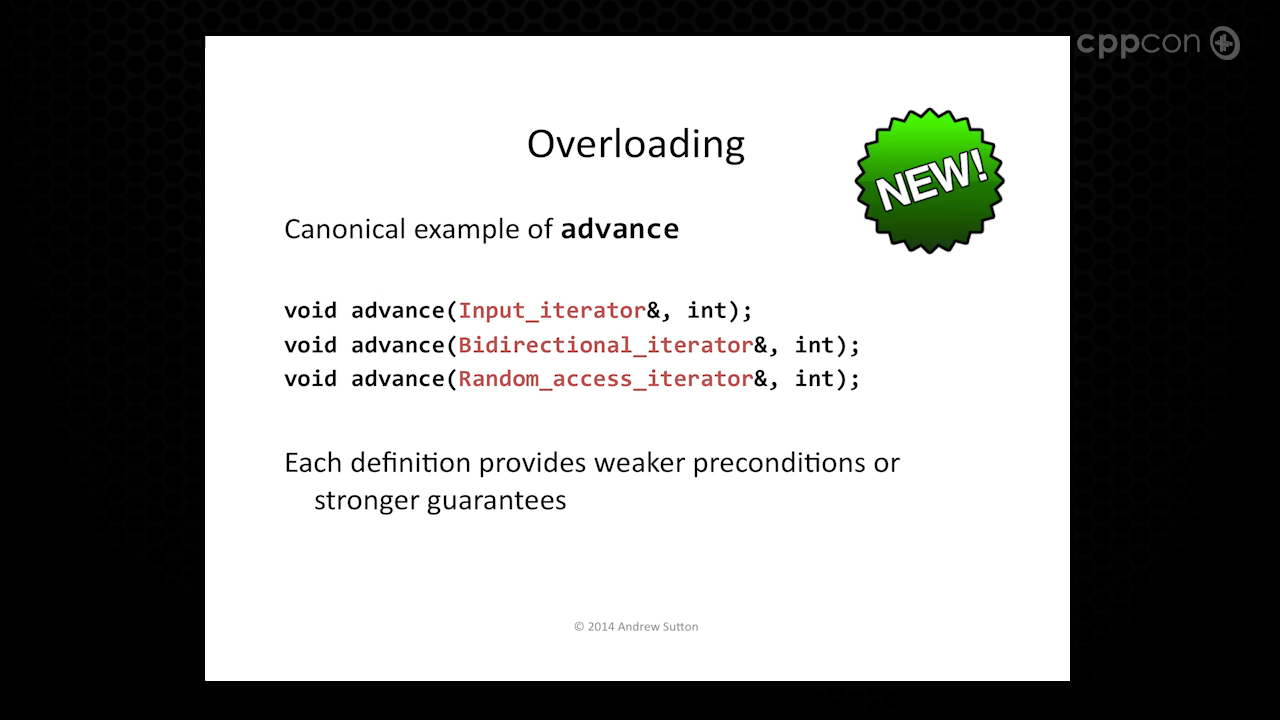 cppcon
Overloading
NEW!
Canonical example of advance
void advance(Input_iterator&, int);
void advance(Bidirectional_iterator&, int);
void advance(Random_access_iterator&, int);
Each definition provides weaker preconditions or
stronger guarantees
© 2014 Andrew Sutton